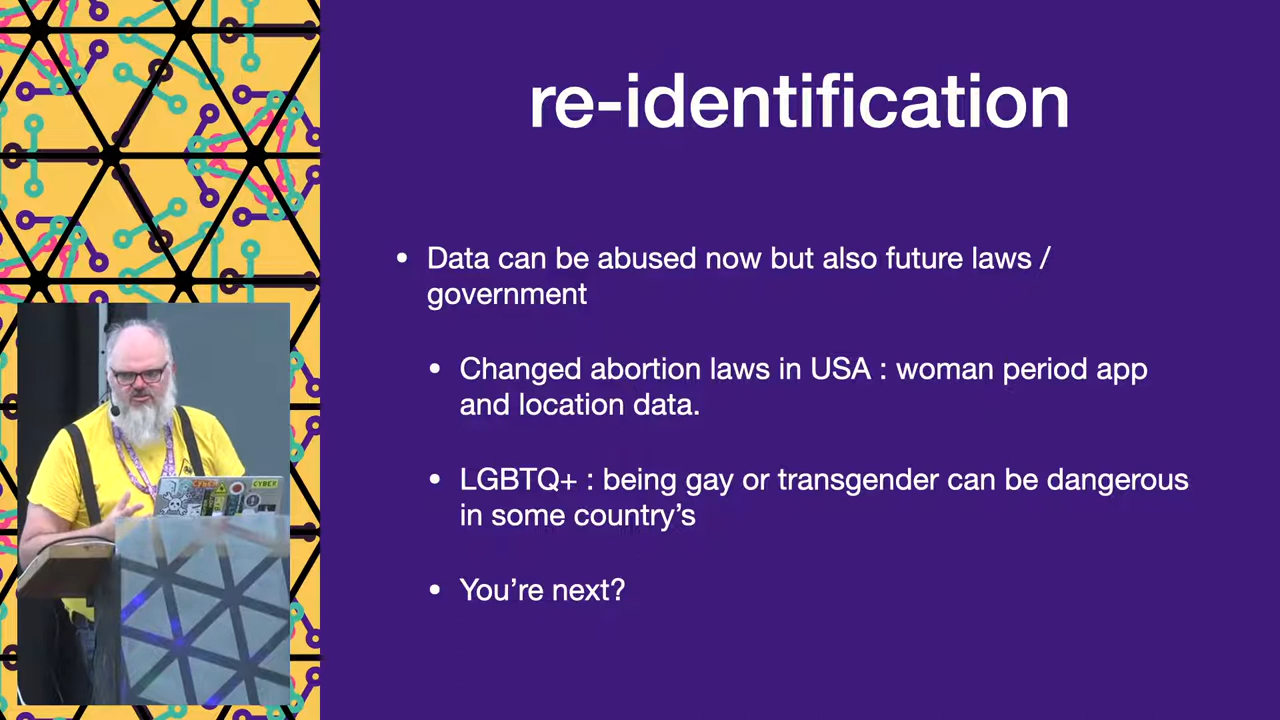 re-identification
• Data can be abused now but also future laws /
government
• Changed abortion laws in USA : woman period app
and location data.
• LGBTQ+ : being gay or transgender can be dangerous
in some country's
• You're next?
CYBER